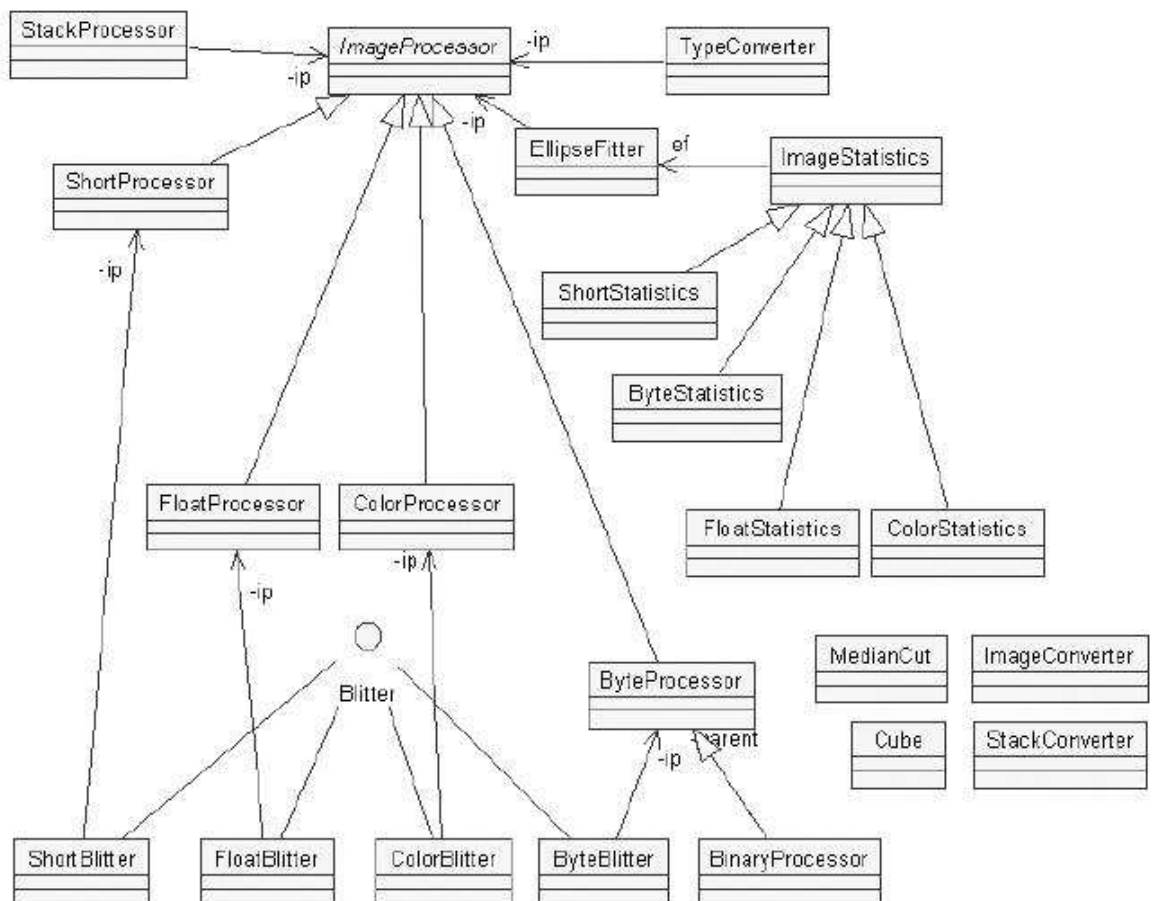 StackProcessor
ImageProcessor
TypeConverter
-ip
-ip
-ip
EllipseFitter
ef
ImageStatistics
ShortProcessor
-ip
ShortStatistics
ByteStatistics
FloatProcessor
ColorProcessor
FloatStatistics
ColorStatistics
-ip
-ip
Blitter
ByteProcessor
MedianCut
ImageConverter
-parent
-ip
Cube
StackConverter
ShortBlitter
FloatBlitter
ColorBlitter
ByteBlitter
BinaryProcessor